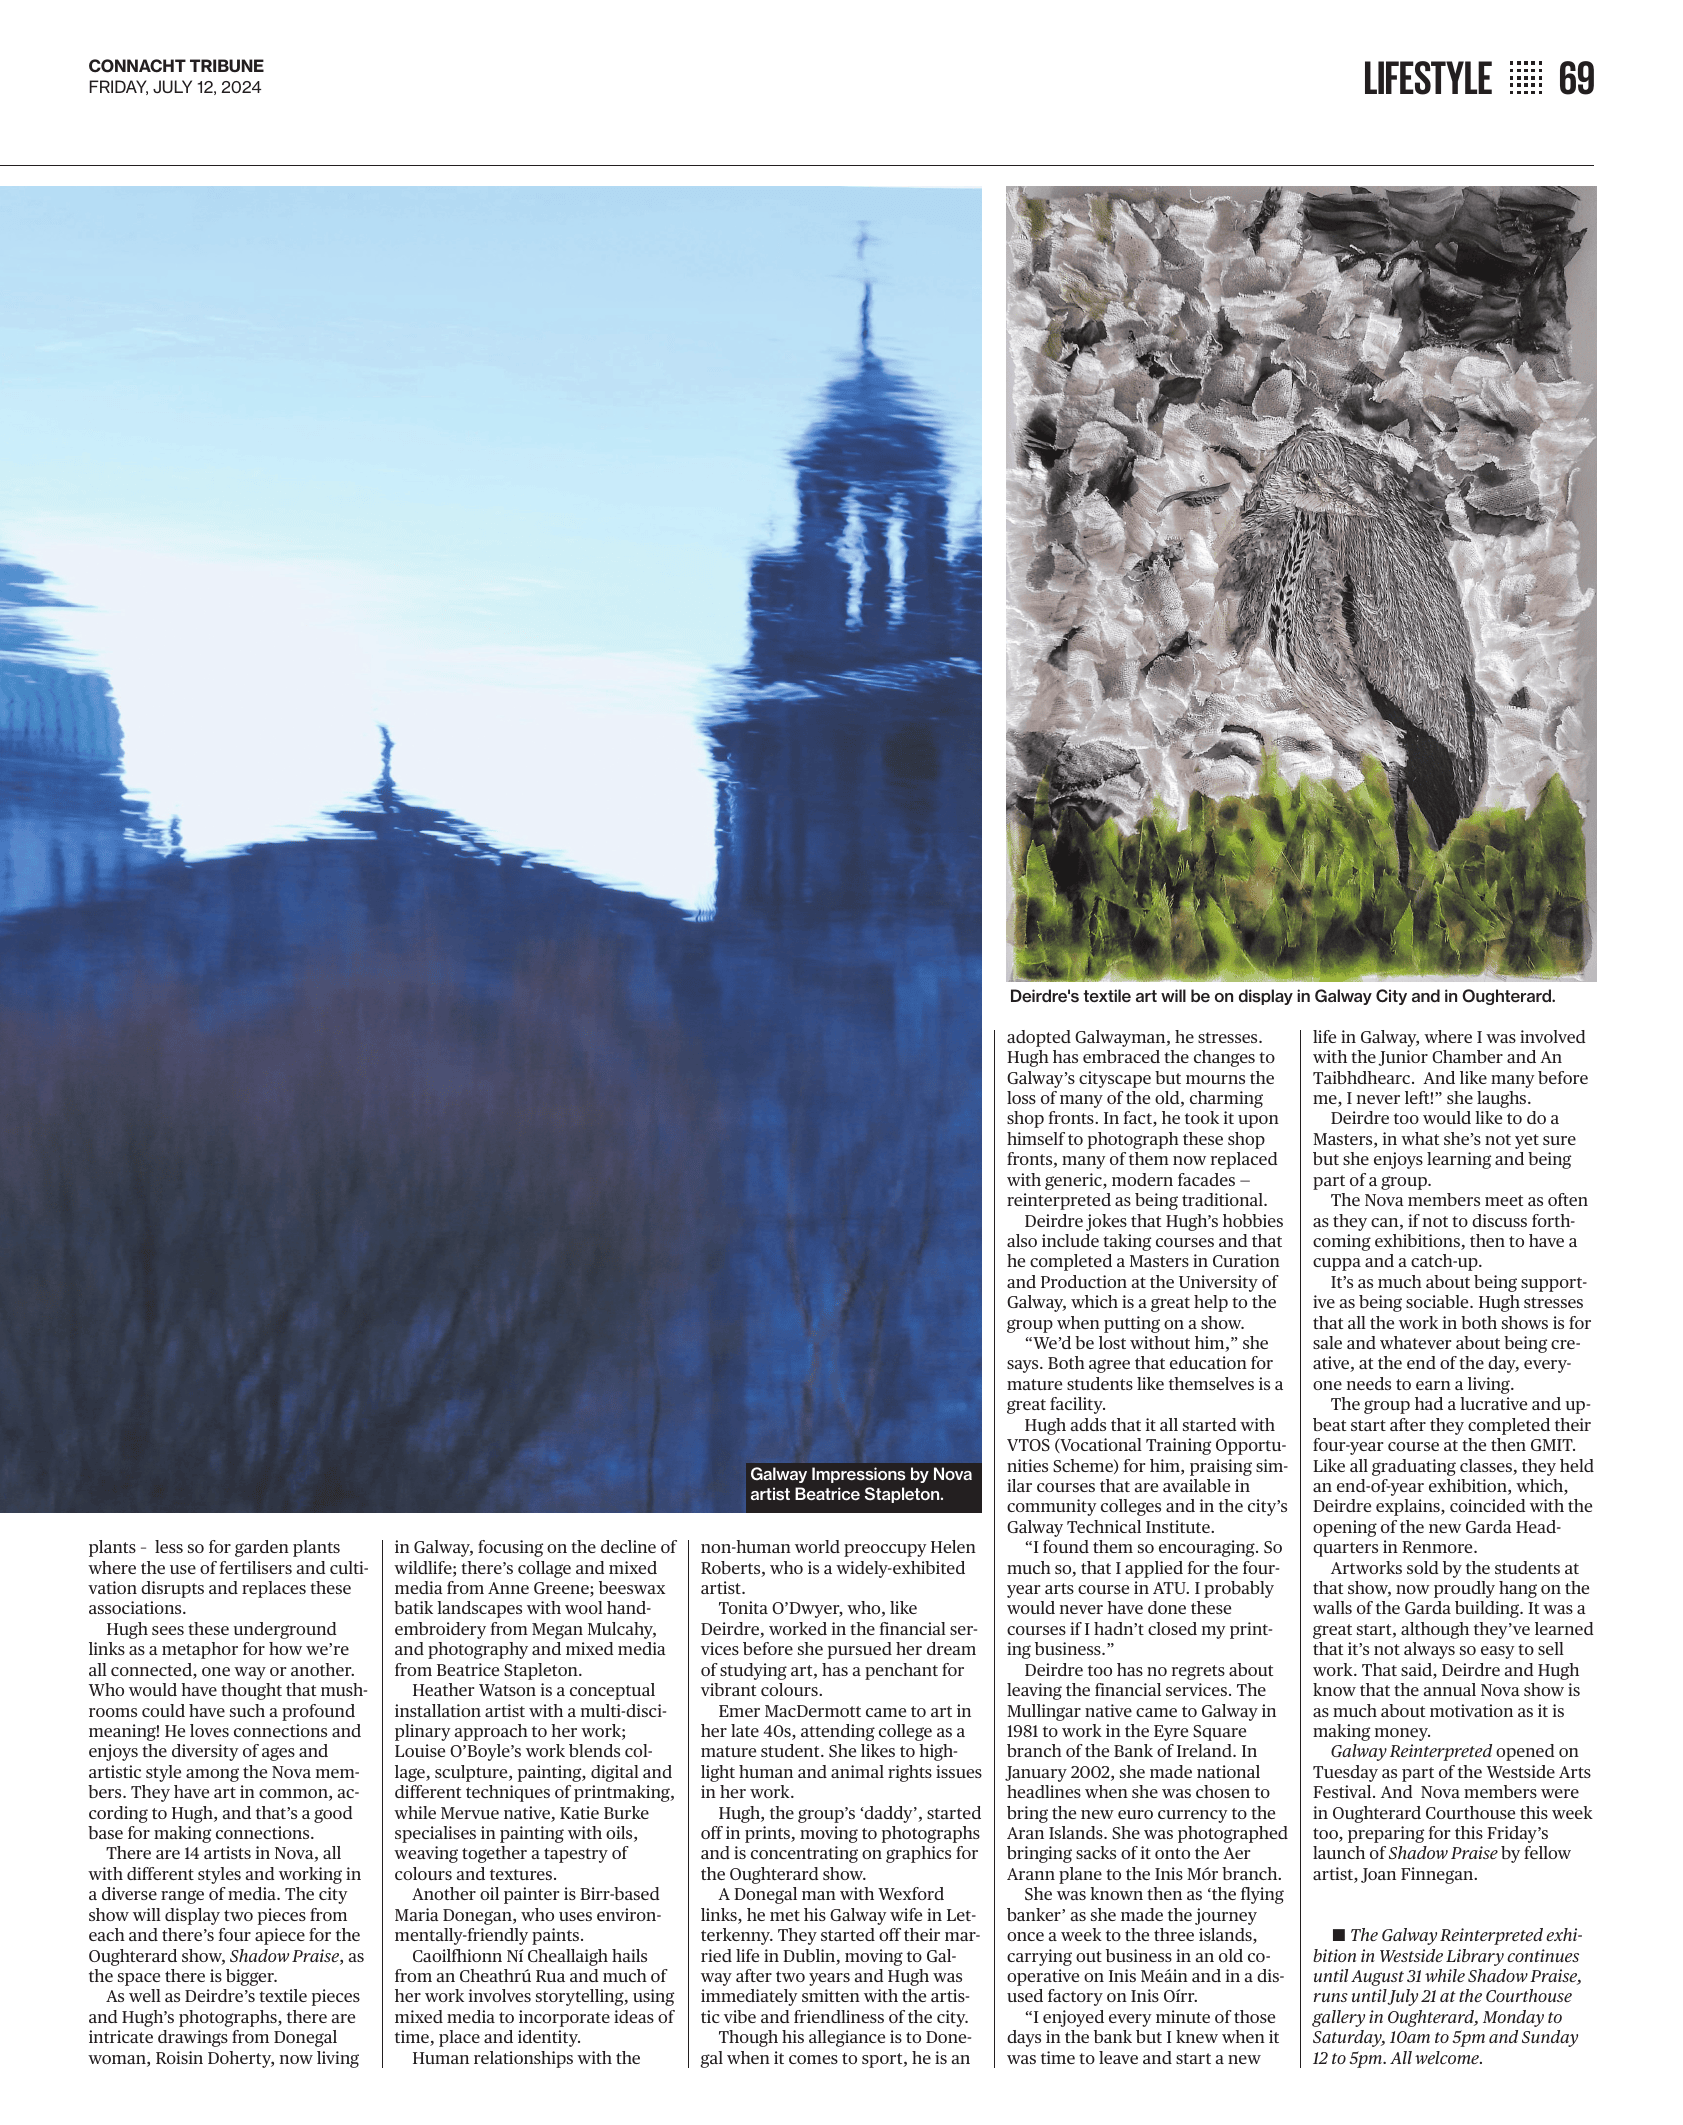 CONNACHT TRIBUNE
FRIDAY, JULY 12, 2024
LIFESTYLE 69
Galway Impressions by Nova
artist Beatrice Stapleton.
Deirdre's textile art will be on display in Galway City and in Oughterard.
plants - less so for garden plants
where the use of fertilisers and culti-
vation disrupts and replaces these
associations.
Hugh sees these underground
links as a metaphor for how we're
all connected, one way or another.
Who would have thought that mush-
rooms could have such a profound
meaning! He loves connections and
enjoys the diversity of ages and
artistic style among the Nova mem-
bers. They have art in common, ac-
cording to Hugh, and that's a good
base for making connections.
There are 14 artists in Nova, all
with different styles and working in
a diverse range of media. The city
show will display two pieces from
each and there's four apiece for the
Oughterard show, Shadow Praise, as
the space there is bigger.
As well as Deirdre's textile pieces
and Hugh's photographs, there are
intricate drawings from Donegal
woman, Roisin Doherty, now living
in Galway, focusing on the decline of
wildlife; there's collage and mixed
media from Anne Greene; beeswax
batik landscapes with wool hand-
embroidery from Megan Mulcahy,
and photography and mixed media
from Beatrice Stapleton.
Heather Watson is a conceptual
installation artist with a multi-disci-
plinary approach to her work;
Louise O'Boyle's work blends col-
lage, sculpture, painting, digital and
different techniques of printmaking,
while Mervue native, Katie Burke
specialises in painting with oils,
weaving together a tapestry of
colours and textures.
Another oil painter is Birr-based
Maria Donegan, who uses environ-
mentally-friendly paints.
Caoilfhionn Ní Cheallaigh hails
from an Cheathrú Rua and much of
her work involves storytelling, using
mixed media to incorporate ideas of
time, place and identity.
Human relationships with the
non-human world preoccupy Helen
Roberts, who is a widely-exhibited
artist.
Tonita O'Dwyer, who, like
Deirdre, worked in the financial ser-
vices before she pursued her dream
of studying art, has a penchant for
vibrant colours.
Emer MacDermott came to art in
her late 40s, attending college as a
mature student. She likes to high-
light human and animal rights issues
in her work.
Hugh, the group's 'daddy', started
off in prints, moving to photographs
and is concentrating on graphics for
the Oughterard show.
A Donegal man with Wexford
links, he met his Galway wife in Let-
terkenny. They started off their mar-
ried life in Dublin, moving to Gal-
way after two years and Hugh was
immediately smitten with the artis-
tic vibe and friendliness of the city.
Though his allegiance is to Done-
gal when it comes to sport, he is an
adopted Galwayman, he stresses.
Hugh has embraced the changes to
Galway's cityscape but mourns the
loss of many of the old, charming
shop fronts. In fact, he took it upon
himself to photograph these shop
fronts, many of them now replaced
with generic, modern facades –
reinterpreted as being traditional.
Deirdre jokes that Hugh's hobbies
also include taking courses and that
he completed a Masters in Curation
and Production at the University of
Galway, which is a great help to the
group when putting on a show.
"We'd be lost without him," she
says. Both agree that education for
mature students like themselves is a
great facility.
Hugh adds that it all started with
VTOS (Vocational Training Opportu-
nities Scheme) for him, praising sim-
ilar courses that are available in
community colleges and in the city's
Galway Technical Institute.
"I found them so encouraging. So
much so, that I applied for the four-
year arts course in ATU. I probably
would never have done these
courses if I hadn't closed my print-
ing business."
Deirdre too has no regrets about
leaving the financial services. The
Mullingar native came to Galway in
1981 to work in the Eyre Square
branch of the Bank of Ireland. In
January 2002, she made national
headlines when she was chosen to
bring the new euro currency to the
Aran Islands. She was photographed
bringing sacks of it onto the Aer
Arann plane to the Inis Mór branch.
She was known then as 'the flying
banker' as she made the journey
once a week to the three islands,
carrying out business in an old co-
operative on Inis Meáin and in a dis-
used factory on Inis Oírr.
"I enjoyed every minute of those
days in the bank but I knew when it
was time to leave and start a new
life in Galway, where I was involved
with the Junior Chamber and An
Taibhdhearc. And like many before
me, I never left!" she laughs.
Deirdre too would like to do a
Masters, in what she's not yet sure
but she enjoys learning and being
part of a group.
The Nova members meet as often
as they can, if not to discuss forth-
coming exhibitions, then to have a
cuppa and a catch-up.
It's as much about being support-
ive as being sociable. Hugh stresses
that all the work in both shows is for
sale and whatever about being cre-
ative, at the end of the day, every-
one needs to earn a living.
The group had a lucrative and up-
beat start after they completed their
four-year course at the then GMIT.
Like all graduating classes, they held
an end-of-year exhibition, which,
Deirdre explains, coincided with the
opening of the new Garda Head-
quarters in Renmore.
Artworks sold by the students at
that show, now proudly hang on the
walls of the Garda building. It was a
great start, although they've learned
that it's not always so easy to sell
work. That said, Deirdre and Hugh
know that the annual Nova show is
as much about motivation as it is
making money.
Galway Reinterpreted opened on
Tuesday as part of the Westside Arts
Festival. And Nova members were
in Oughterard Courthouse this week
too, preparing for this Friday's
launch of Shadow Praise by fellow
artist, Joan Finnegan.
■ The Galway Reinterpreted exhi-
bition in Westside Library continues
until August 31 while Shadow Praise,
runs until July 21 at the Courthouse
gallery in Oughterard, Monday to
Saturday, 10am to 5pm and Sunday
12 to 5pm. All welcome.